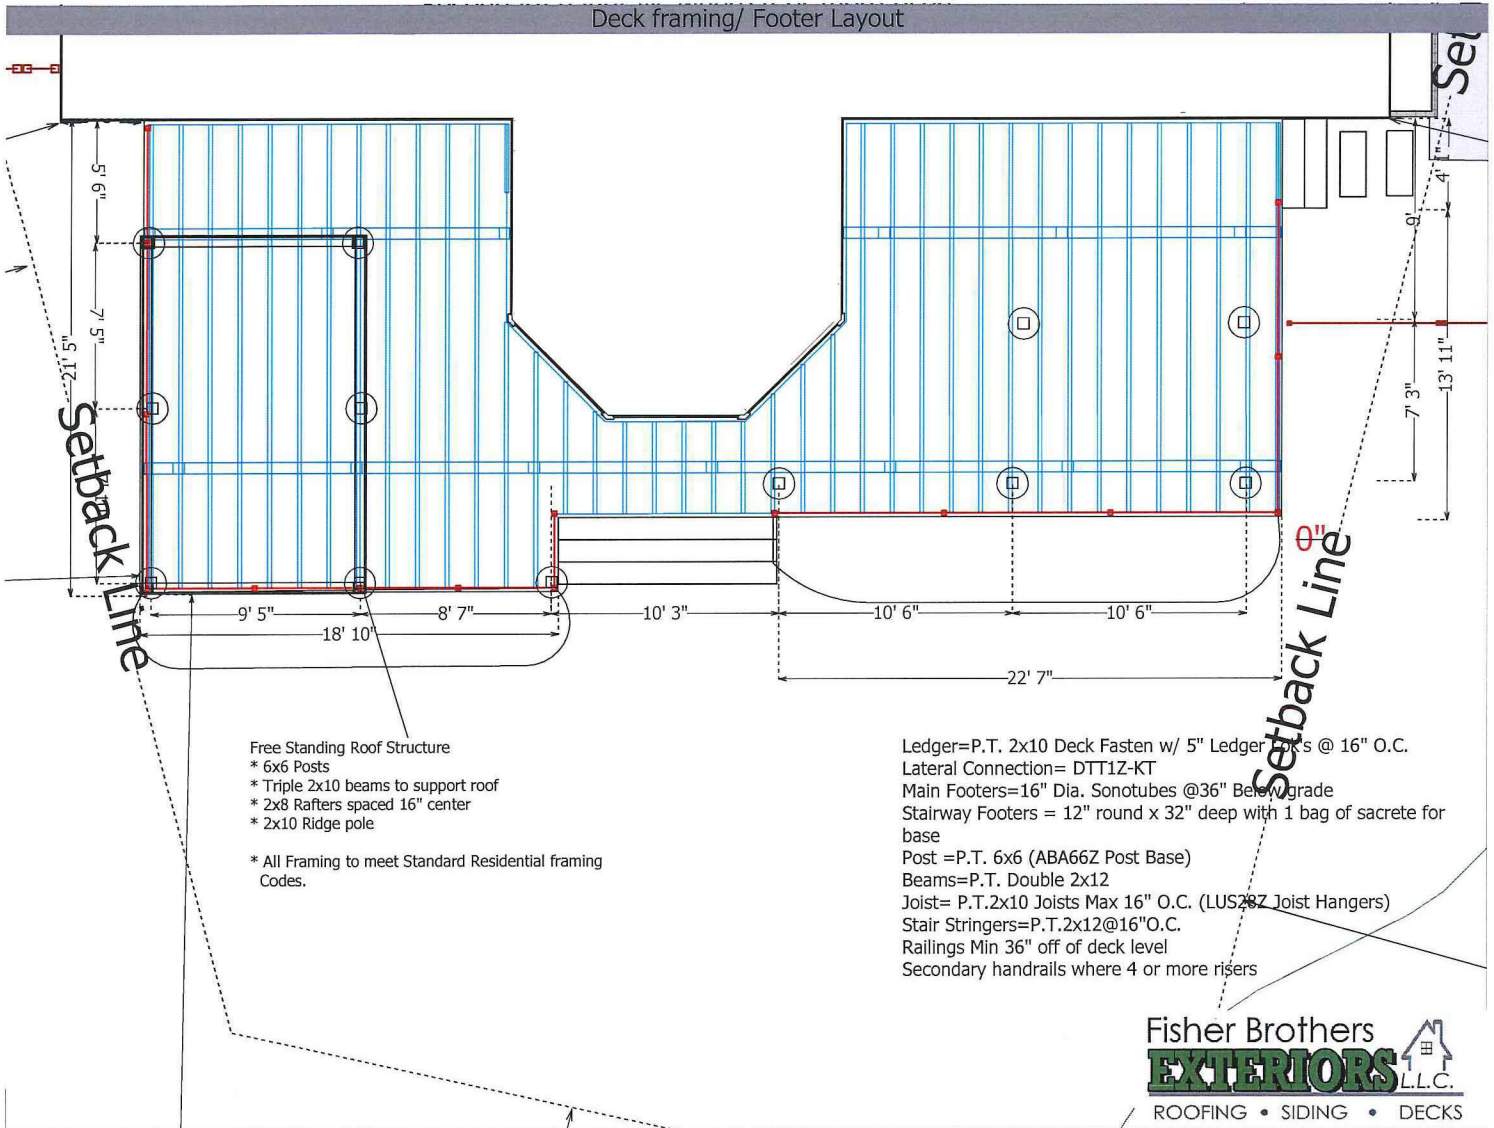 Deck framing/ Footer Layout
Set
5' 6"
7' 5"
21' 5"
Setback Line
4' 1"
9'
13' 11"
7' 3"
0"
Setback Line
9' 5"
8' 7"
10' 3"
10' 6"
10' 6"
18' 10"
22' 7"
Free Standing Roof Structure
* 6x6 Posts
* Triple 2x10 beams to support roof
* 2x8 Rafters spaced 16" center
* 2x10 Ridge pole
* All Framing to meet Standard Residential framing
Codes.
Ledger=P.T. 2x10 Deck Fasten w/ 5" Ledger Lok's @ 16" O.C.
Lateral Connection= DTT1Z-KT
Main Footers=16" Dia. Sonotubes @36" Below grade
Stairway Footers = 12" round x 32" deep with 1 bag of sacrete for
base
Post =P.T. 6x6 (ABA66Z Post Base)
Beams=P.T. Double 2x12
Joist= P.T.2x10 Joists Max 16" O.C. (LUS28Z Joist Hangers)
Stair Stringers=P.T.2x12@16"O.C.
Railings Min 36" off of deck level
Secondary handrails where 4 or more risers
Fisher Brothers
EXTERIORS
L.L.C.
ROOFING • SIDING • DECKS